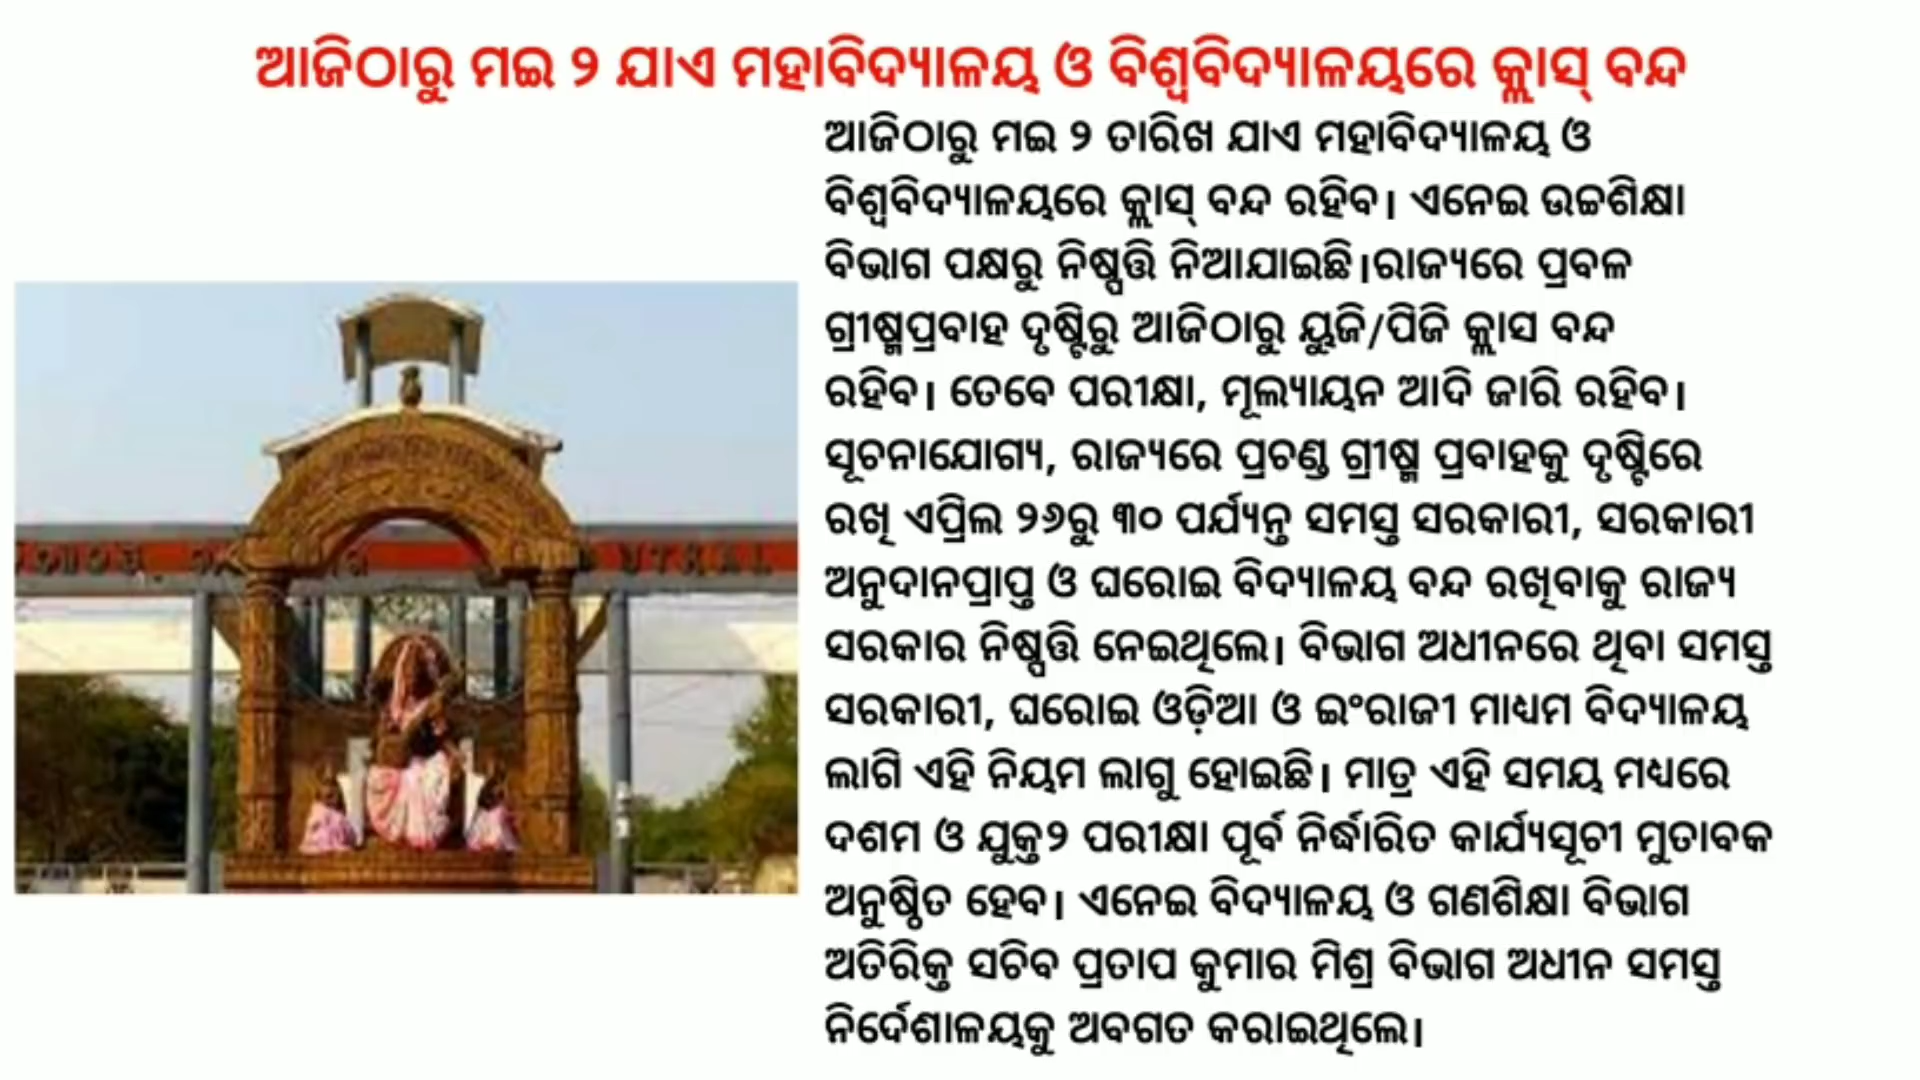 ଆଜିଠାରୁ ମଇ ୨ ଯାଏ ମହାବିଦ୍ୟାଳୟ ଓ ବିଶ୍ୱବିଦ୍ୟାଳୟରେ କ୍ଲାସ୍ ବନ୍ଦ
ଆଜିଠାରୁ ମଇ ୨ ତାରିଖ ଯାଏ ମହାବିଦ୍ୟାଳୟ ଓ
ବିଶ୍ୱବିଦ୍ୟାଳୟରେ କ୍ଲାସ୍ ବନ୍ଦ ରହିବ। ଏନେଇ ଉଚ୍ଚଶିକ୍ଷା
ବିଭାଗ ପକ୍ଷରୁ ନିଷ୍ପତ୍ତି ନିଆଯାଇଛି।ରାଜ୍ୟରେ ପ୍ରବଳ
ଗ୍ରୀଷ୍ମପ୍ରବାହ ଦୃଷ୍ଟିରୁ ଆଜିଠାରୁ ୟୁଜି/ପିଜି କ୍ଲାସ ବନ୍ଦ
ରହିବ। ତେବେ ପରୀକ୍ଷା, ମୂଲ୍ୟାୟନ ଆଦି ଜାରି ରହିବ।
ସୂଚନାଯୋଗ୍ୟ, ରାଜ୍ୟରେ ପ୍ରଚଣ୍ଡ ଗ୍ରୀଷ୍ମ ପ୍ରବାହକୁ ଦୃଷ୍ଟିରେ
ରଖି ଏପ୍ରିଲ ୨୬ରୁ ୩୦ ପର୍ଯ୍ୟନ୍ତ ସମସ୍ତ ସରକାରୀ, ସରକାରୀ
ଅନୁଦାନପ୍ରାପ୍ତ ଓ ଘରୋଇ ବିଦ୍ୟାଳୟ ବନ୍ଦ ରଖିବାକୁ ରାଜ୍ୟ
ସରକାର ନିଷ୍ପତ୍ତି ନେଇଥିଲେ। ବିଭାଗ ଅଧୀନରେ ଥିବା ସମସ୍ତ
ସରକାରୀ, ଘରୋଇ ଓଡ଼ିଆ ଓ ଇଂରାଜୀ ମାଧ୍ୟମ ବିଦ୍ୟାଳୟ
ଲାଗି ଏହି ନିୟମ ଲାଗୁ ହୋଇଛି। ମାତ୍ର ଏହି ସମୟ ମଧ୍ୟରେ
ଦଶମ ଓ ଯୁକ୍ତ୨ ପରୀକ୍ଷା ପୂର୍ବ ନିର୍ଦ୍ଧାରିତ କାର୍ଯ୍ୟସୂଚୀ ମୁତାବକ
ଅନୁଷ୍ଠିତ ହେବ। ଏନେଇ ବିଦ୍ୟାଳୟ ଓ ଗଣଶିକ୍ଷା ବିଭାଗ
ଅତିରିକ୍ତ ସଚିବ ପ୍ରତାପ କୁମାର ମିଶ୍ର ବିଭାଗ ଅଧୀନ ସମସ୍ତ
ନିର୍ଦେଶାଳୟକୁ ଅବଗତ କରାଇଥିଲେ।